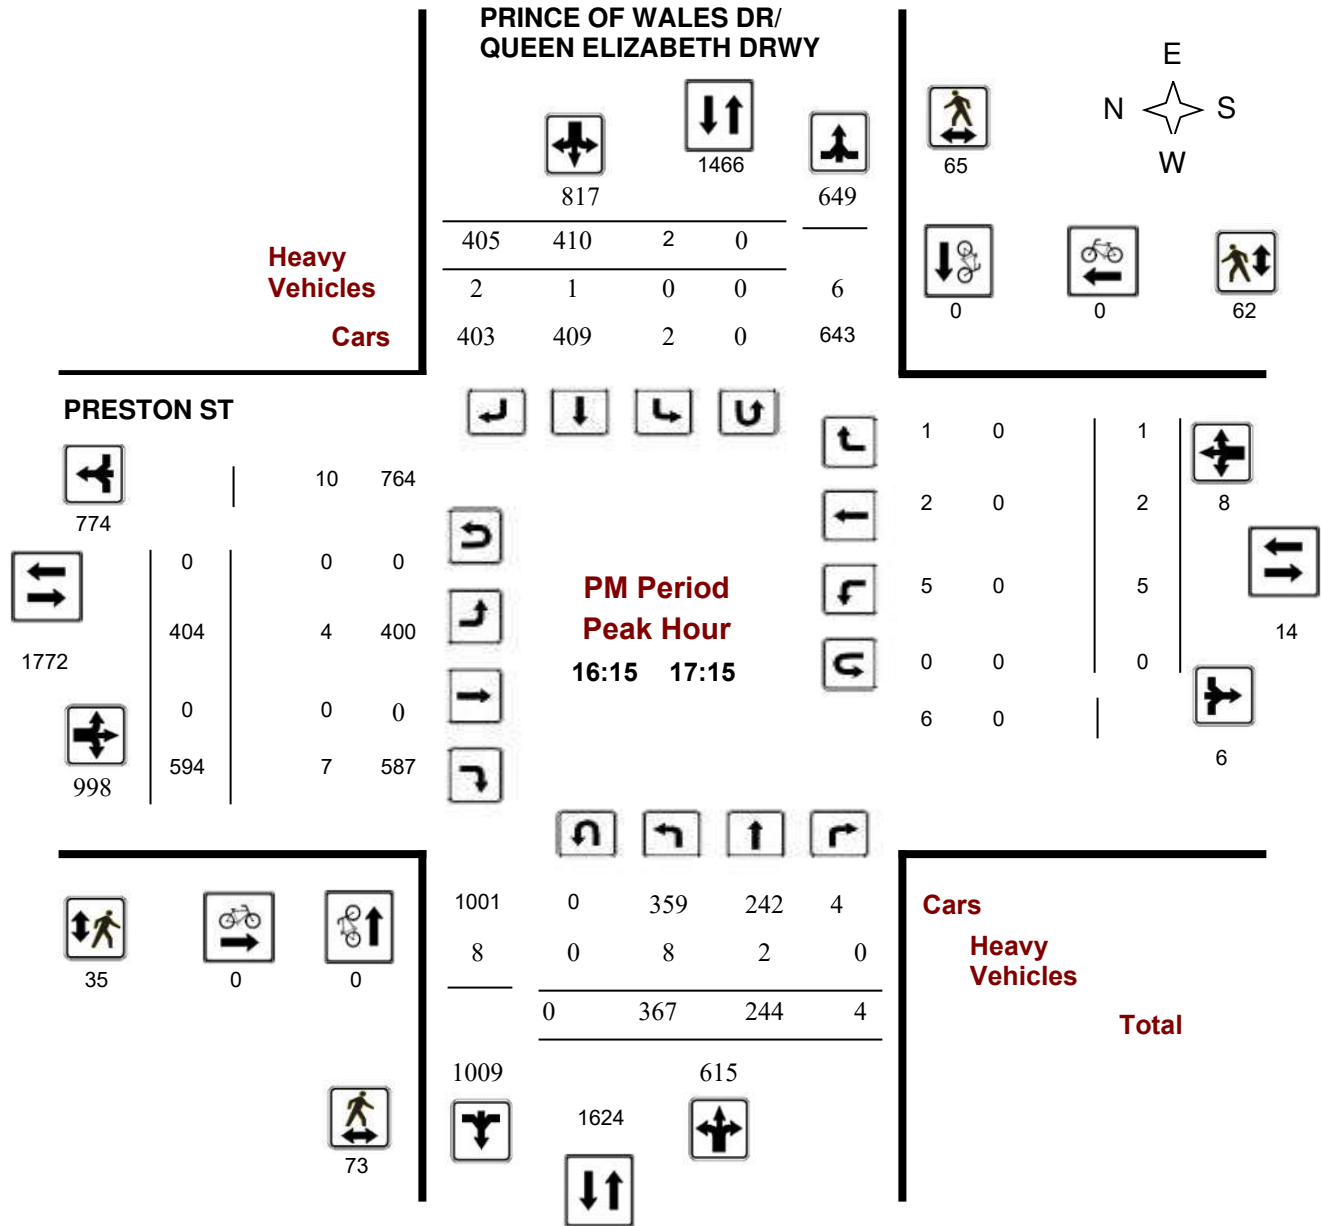 PRINCE OF WALES DR/
QUEEN ELIZABETH DRWY
E
N S
W
1466
65
817
649
405 410 2 0
Heavy
Vehicles
2 1 0 0 6
0 0 62
Cars
403 409 2 0 643
PRESTON ST
1 0 1
10 764
774
2 0 2 8
0 0 0
PM Period
5 0 5
Peak Hour
404 4 400
14
1772
16:15 17:15
0 0 0
0 0 0
6 0
6
594 7 587
998
1001 0 359 242 4
Cars
8 0 8 2 0
Heavy
Vehicles
35 0 0
0 367 244 4
Total
1009 615
1624
73